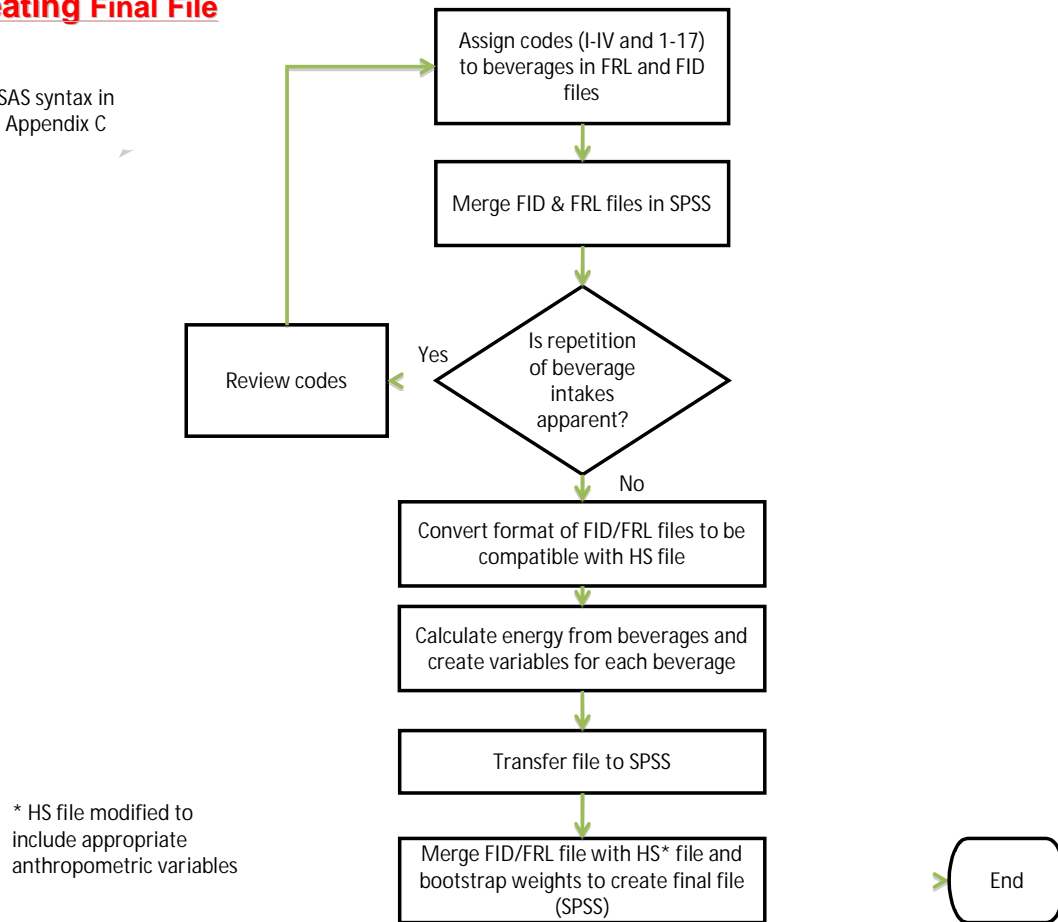 eating Final File
SAS syntax in
Appendix C
Assign codes (I-IV and 1-17)
to beverages in FRL and FID
files
Merge FID & FRL files in SPSS
Is repetition
of beverage
intakes
apparent?
Yes
Review codes
No
Convert format of FID/FRL files to be
compatible with HS file
Calculate energy from beverages and
create variables for each beverage
Transfer file to SPSS
* HS file modified to
include appropriate
anthropometric variables
Merge FID/FRL file with HS* file and
bootstrap weights to create final file
(SPSS)
End